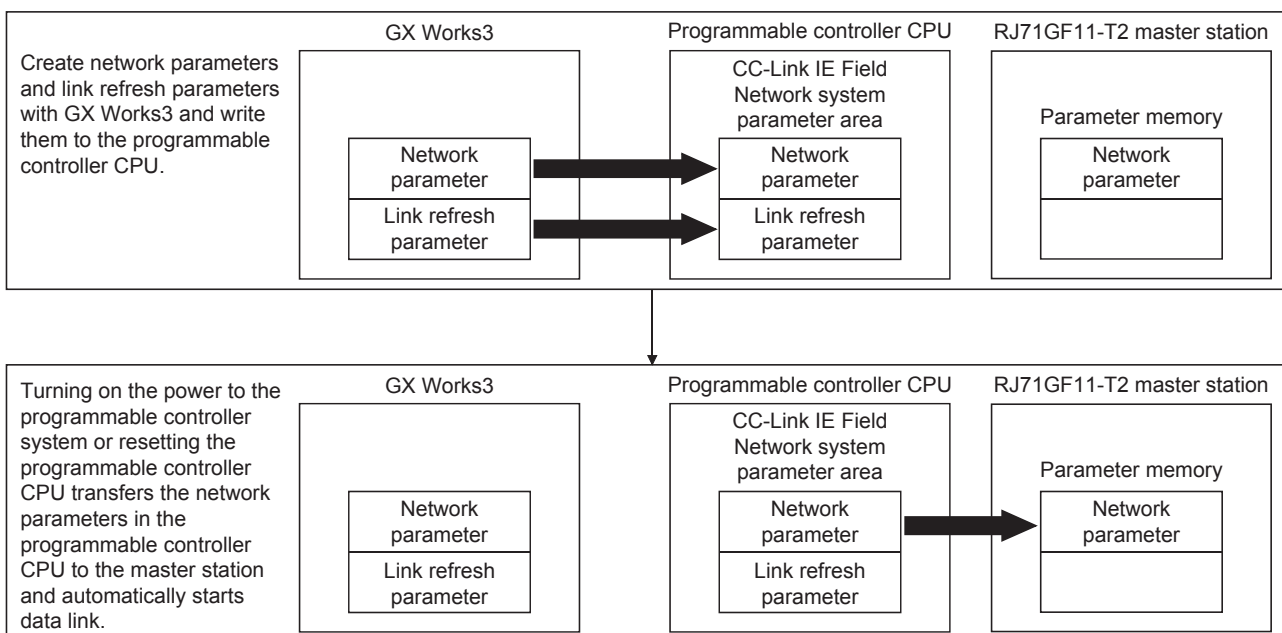 Create network parameters
and link refresh parameters
with GX Works3 and write
them to the programmable
controller CPU.
GX Works3
Network
parameter
Link refresh
parameter
Programmable controller CPU
CC-Link IE Field
Network system
parameter area
Network
parameter
Link refresh
parameter
RJ71GF11-T2 master station
Parameter memory
Network
parameter
Turning on the power to the
programmable controller
system or resetting the
programmable controller
CPU transfers the network
parameters in the
programmable controller
CPU to the master station
and automatically starts
data link.
GX Works3
Network
parameter
Link refresh
parameter
Programmable controller CPU
CC-Link IE Field
Network system
parameter area
Network
parameter
Link refresh
parameter
RJ71GF11-T2 master station
Parameter memory
Network
parameter